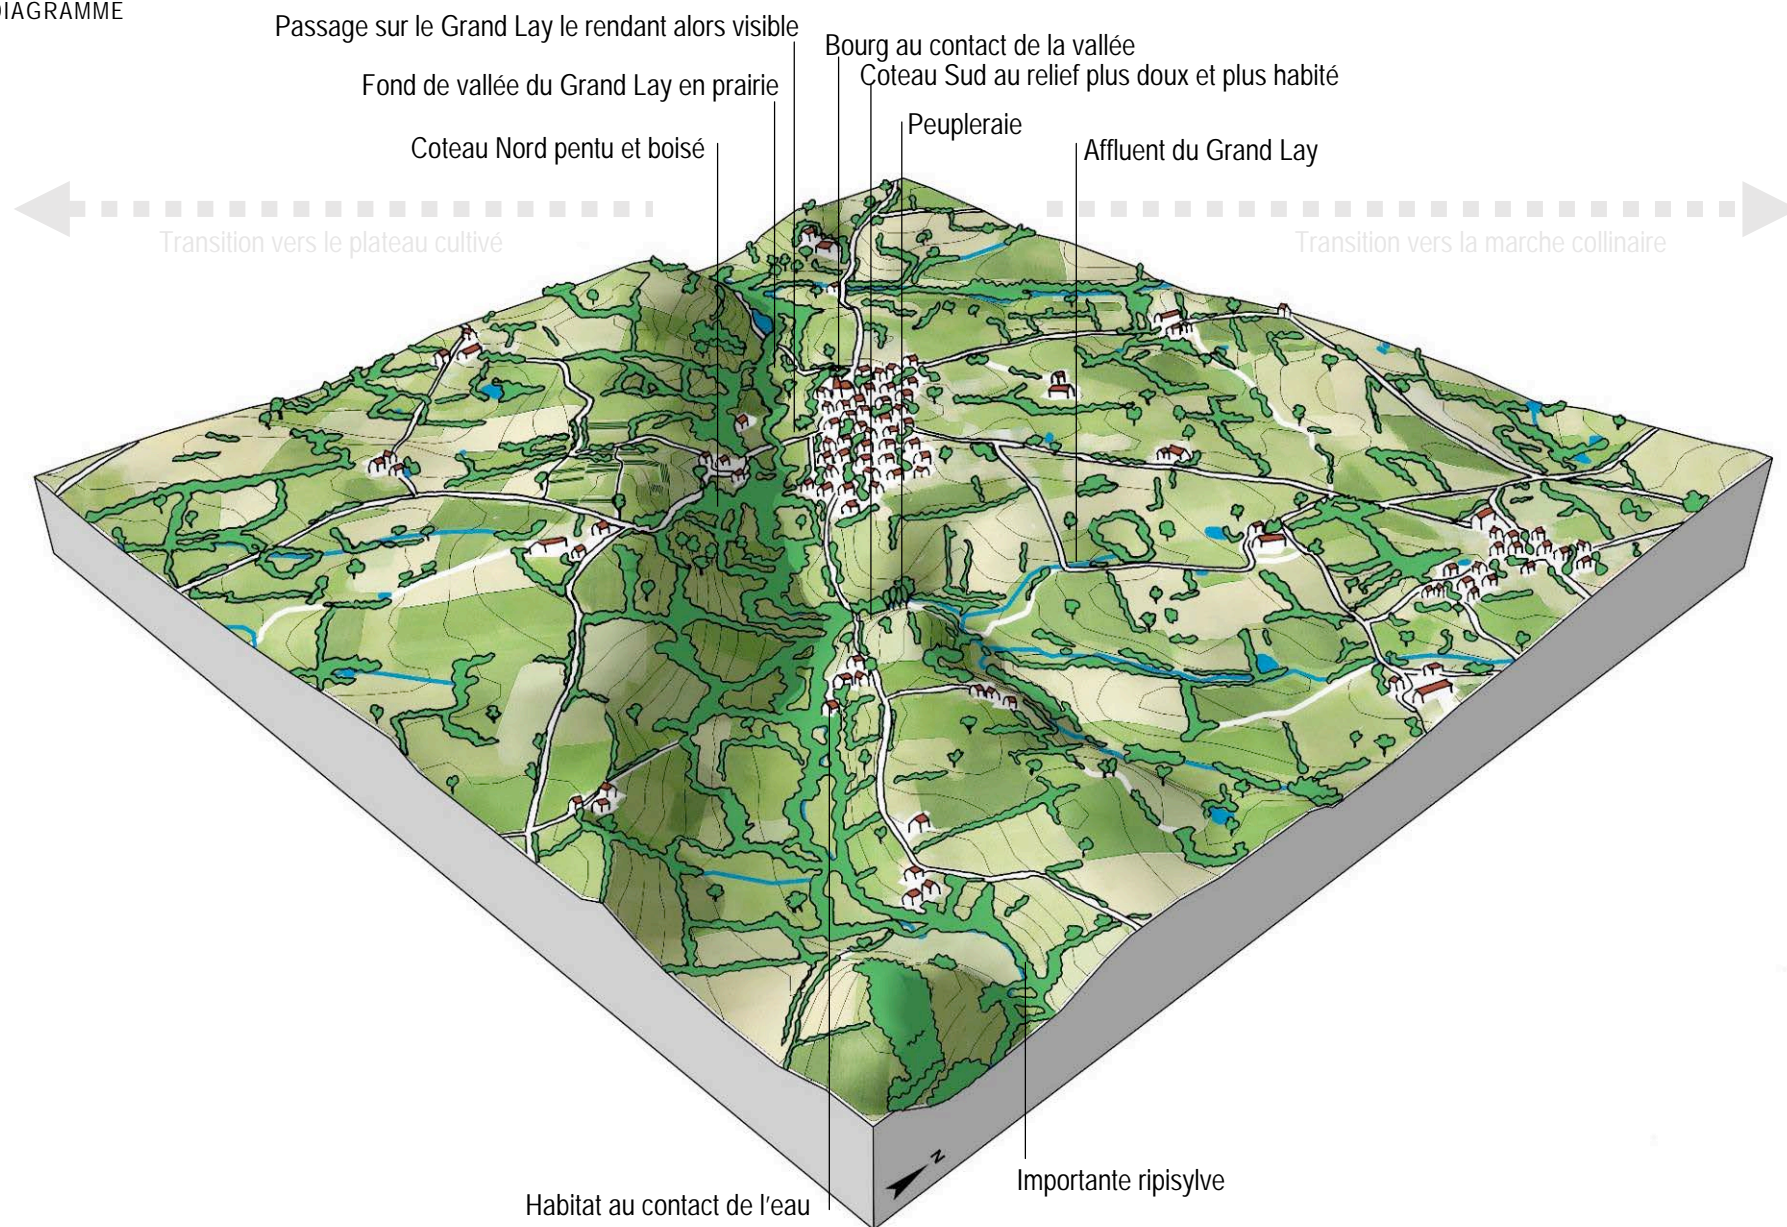 DIAGRAMME
Passage sur le Grand Lay le rendant alors visible
Bourg au contact de la vallée
Coteau Sud au relief plus doux et plus habité
Fond de vallée du Grand Lay en prairie
Peupleraie
Coteau Nord pentu et boisé
Affluent du Grand Lay
Transition vers le plateau cultivé
Transition vers la marche collinaire
N
Importante ripisylve
Habitat au contact de l'eau